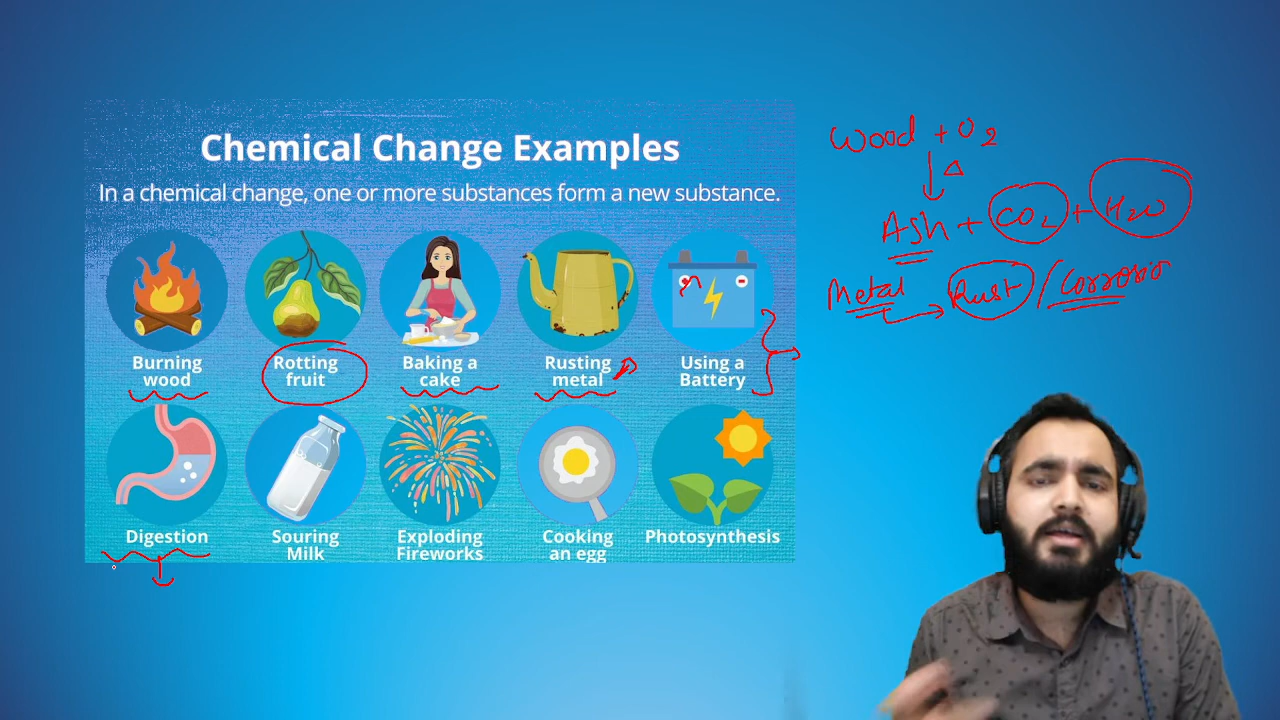 Chemical Change Examples
In a chemical change, one or more substances form a new substance.
Burning
wood
Rotting
fruit
Baking a
cake
Rusting
metal
Using a
Battery
Digestion
Souring
Milk
Exploding
Fireworks
Cooking
an egg
Photosynthesis
Wood + O2
Δ
Ash + CO2 + H2O
Metal → Rust / Corrosion